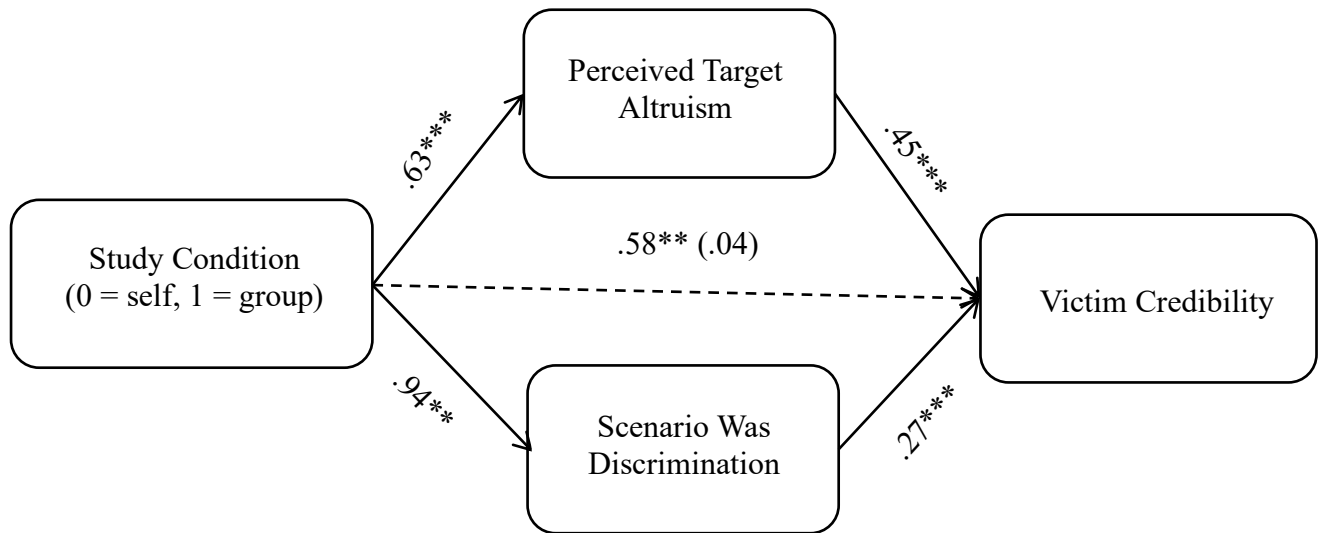 Perceived Target
Altruism
.63***
.45***
Study Condition
(0 = self, 1 = group)
.58** (.04)
Victim Credibility
.94**
.27***
Scenario Was
Discrimination